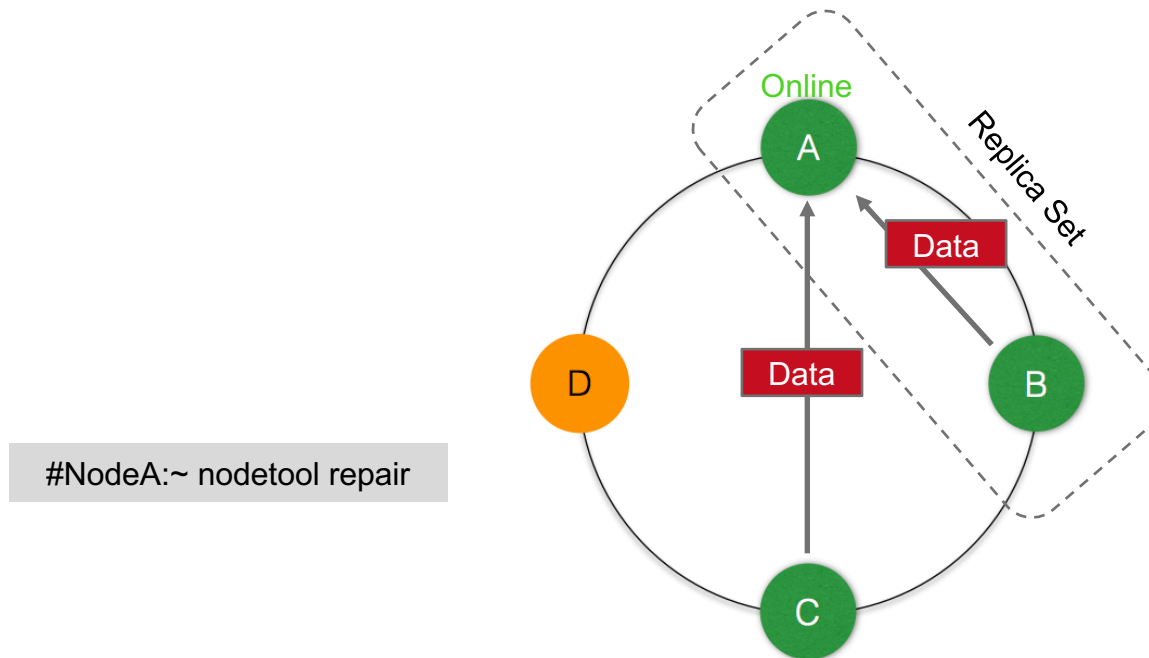 Online
A
Replica Set
Data
Data
D
B
#NodeA:~ nodetool repair
C